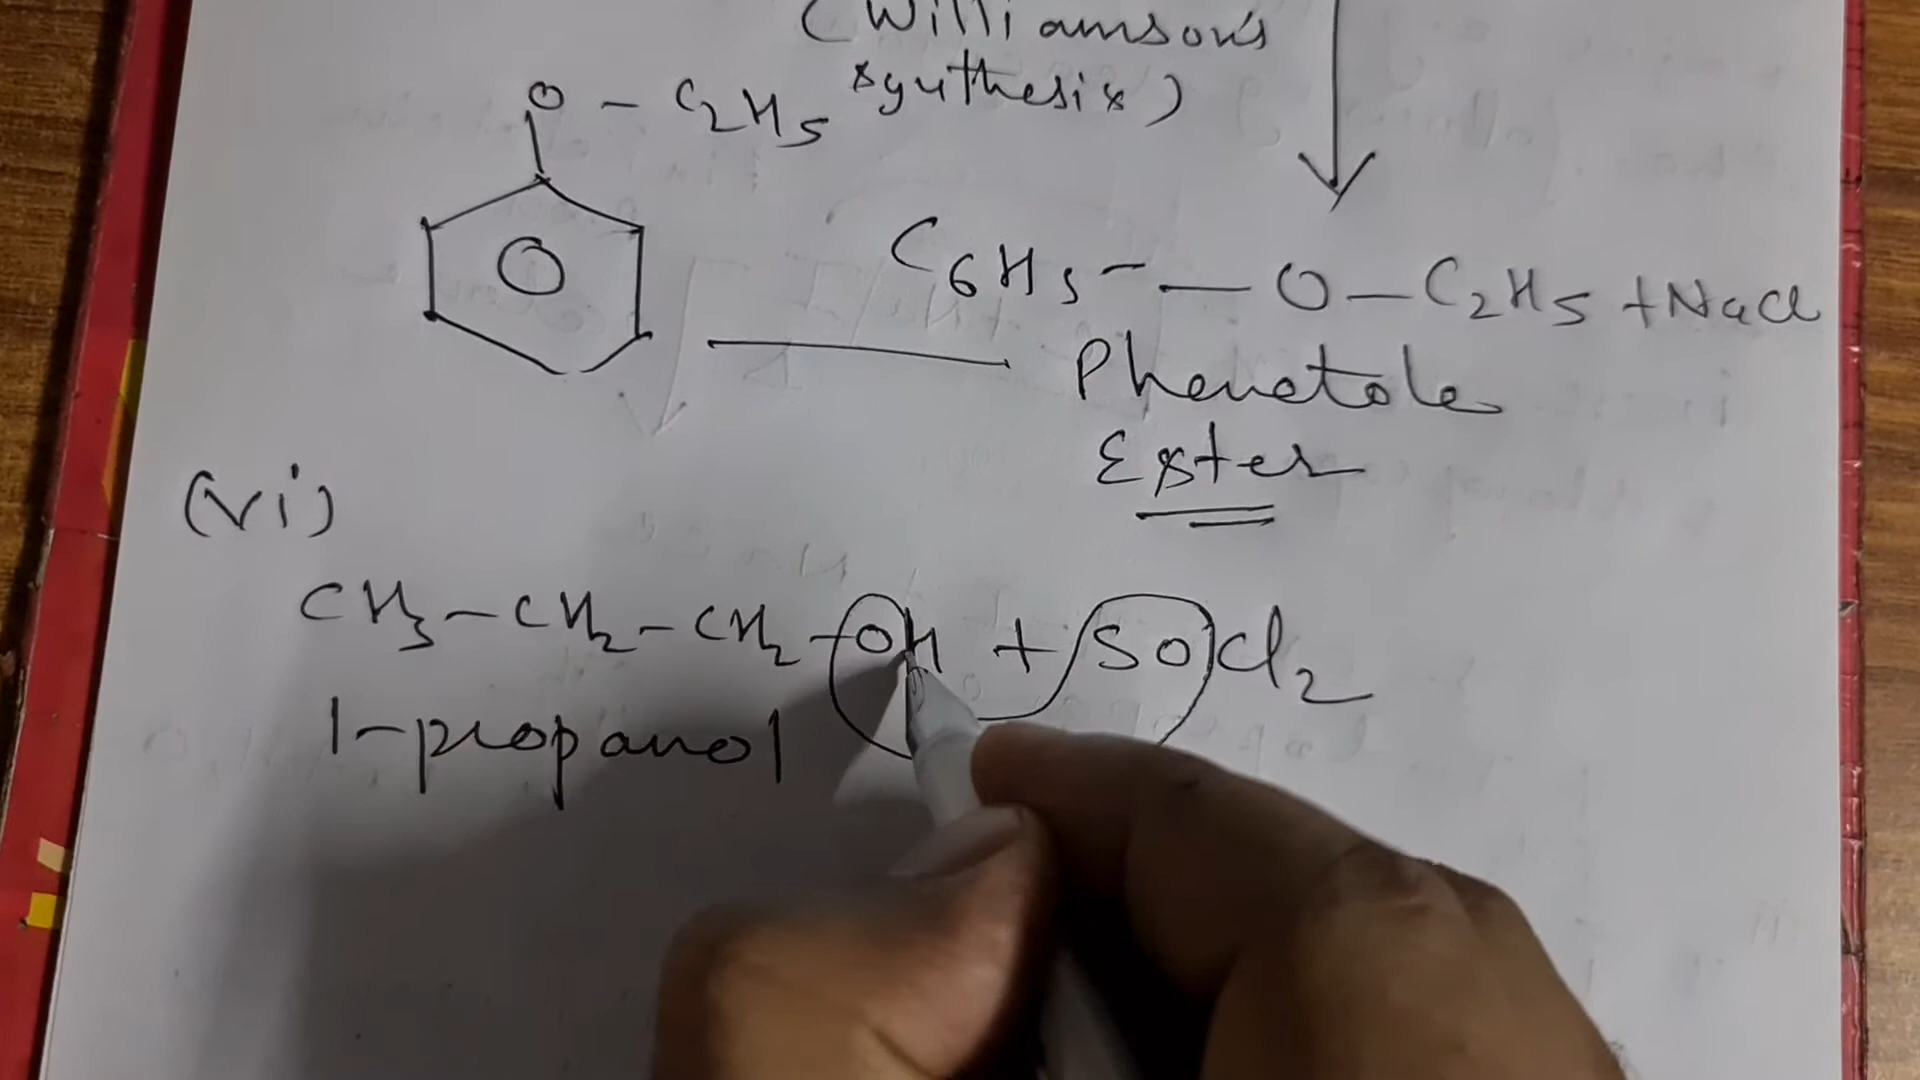 (Williamson's
synthesis)
O - C2H5
C6H5 - O - C2H5 + NaCl
Phenetole
Ester
(vi)
CH3 - CH2 - CH2 - OH + SOCl2
1-propanol